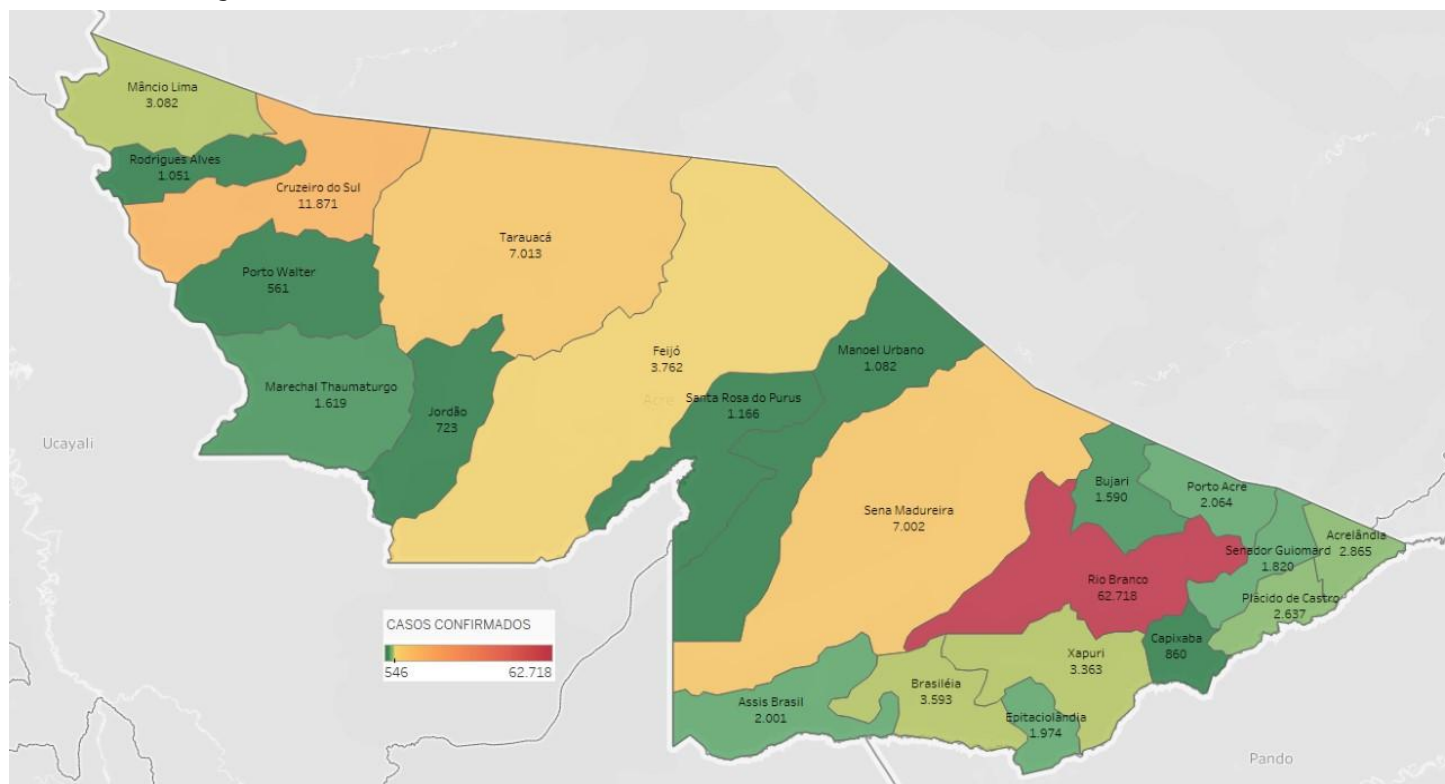 Mâncio Lima
3.082
Rodrigues Alves
1.051
Cruzeiro do Sul
11.871
Tarauacá
7.013
Porto Walter
561
Feijó
3.762
Manoel Urbano
1.082
Marechal Thaumaturgo
1.619
Jordão
723
Santa Rosa do Purus
1.166
Acre
Ucayali
Sena Madureira
7.002
Bujari
1.590
Porto Acre
2.064
Senador Guiomard
1.820
Acrelândia
2.865
Rio Branco
62.718
Plácido de Castro
2.637
CASOS CONFIRMADOS
546 62.718
Capixaba
860
Xapuri
3.363
Brasiléia
3.593
Assis Brasil
2.001
Epitaciolândia
1.974
Pando